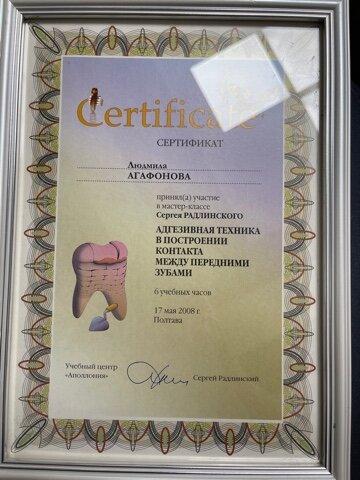 Certificate
СЕРТИФИКАТ
Людмила
АГАФОНОВА
принял(а) участие
в мастер-классе
Сергея РАДЛИНСКОГО
АДГЕЗИВНАЯ ТЕХНИКА
В ПОСТРОЕНИИ
КОНТАКТА
МЕЖДУ ПЕРЕДНИМИ
ЗУБАМИ
6 учебных часов
17 мая 2008 г.
Полтава
Учебный центр
«Аполлония»
Сергей Радлинский